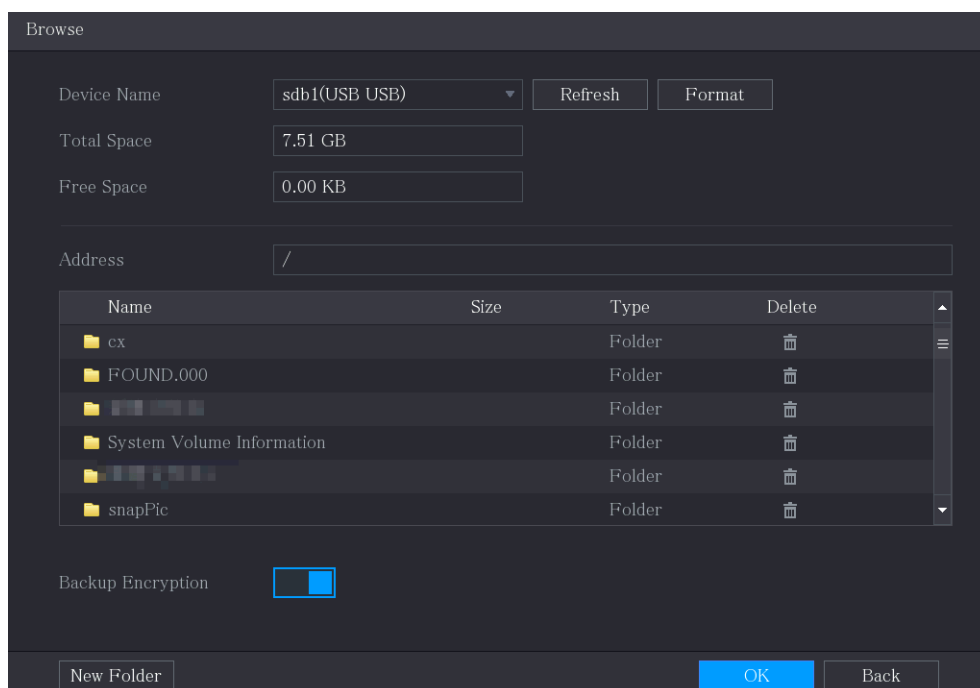 Browse
Device Name sdb1(USB USB) Refresh Format
Total Space 7.51 GB
Free Space 0.00 KB
Address /
Name Size Type Delete
cx Folder
FOUND.000 Folder
Folder
System Volume Information Folder
Folder
snapPic Folder
Backup Encryption
New Folder OK Back